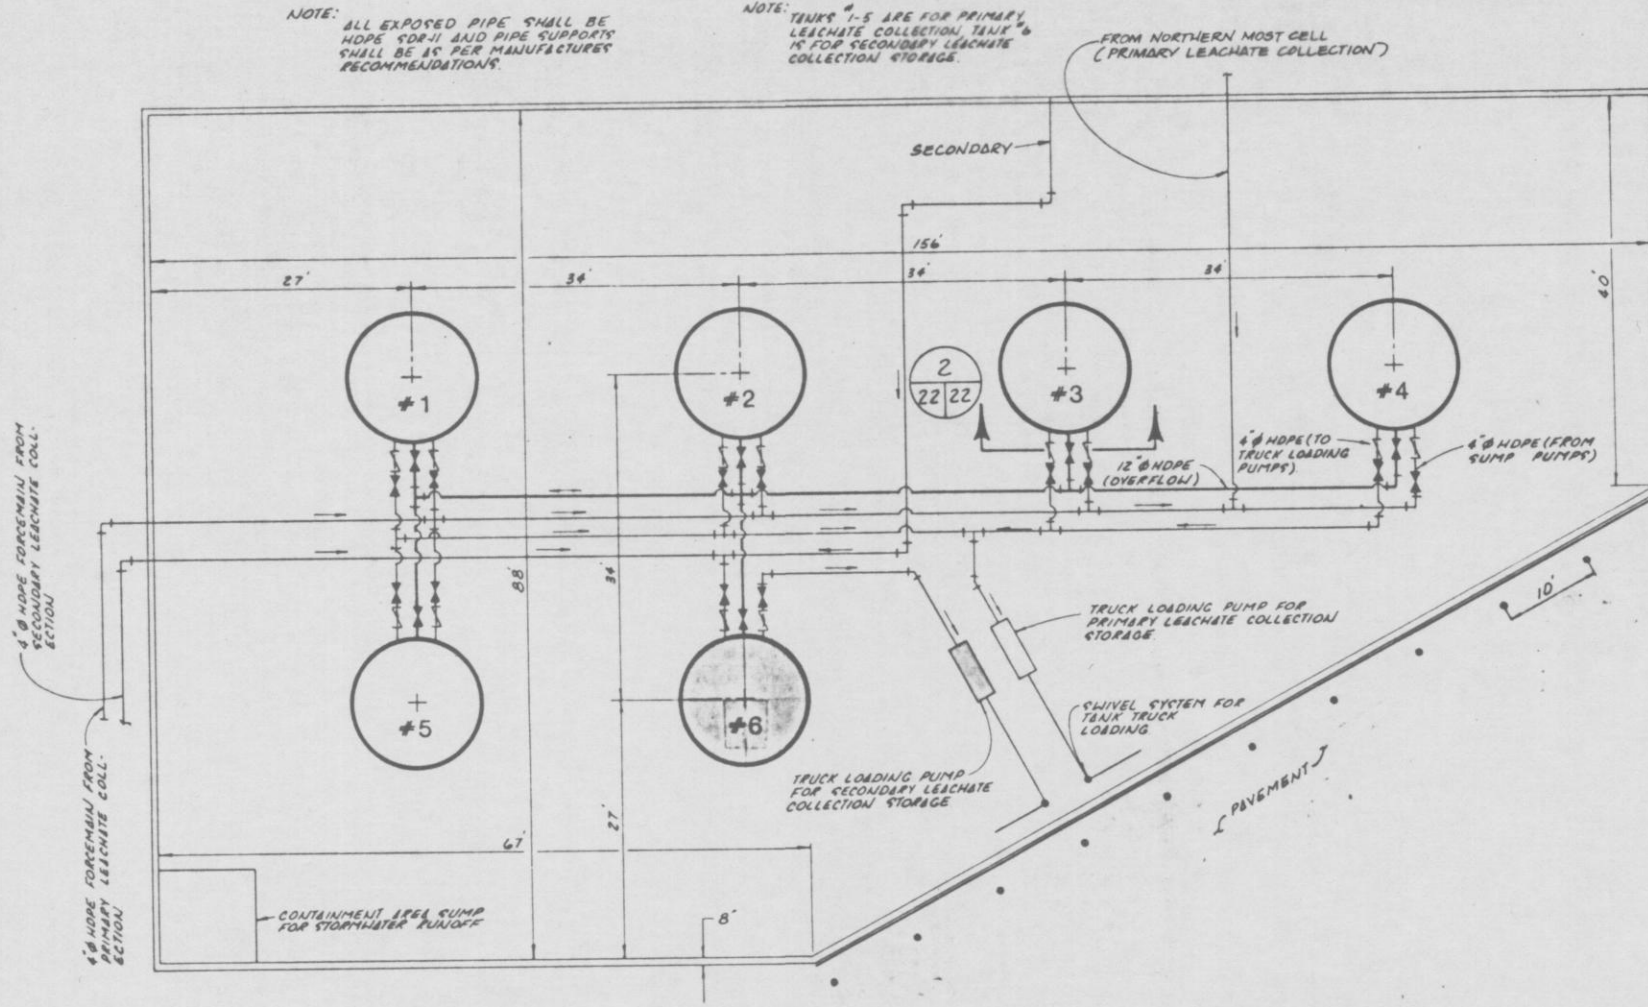 NOTE:
ALL EXPOSED PIPE SHALL BE
HDPE SDR-11 AND PIPE SUPPORTS
SHALL BE AS PER MANUFACTURES
RECOMMENDATIONS.
NOTE:
TANKS #1-5 ARE FOR PRIMARY
LEACHATE COLLECTION, TANK #6
IS FOR SECONDARY LEACHATE
COLLECTION STORAGE.
FROM NORTHERN MOST CELL
(PRIMARY LEACHATE COLLECTION)
SECONDARY
156'
27'
34'
34'
34'
40'
#1
#2
2
22 22
#3
#4
4"Ø HDPE (TO
TRUCK LOADING
PUMPS)
4"Ø HDPE (FROM
SUMP PUMPS)
12"Ø HDPE
(OVERFLOW)
4"Ø HDPE FORCEMAIN FROM
SECONDARY LEACHATE COLL-
ECTION
88'
34'
10'
TRUCK LOADING PUMP FOR
PRIMARY LEACHATE COLLECTION
STORAGE
#5
#6
SWIVEL SYSTEM FOR
TANK TRUCK
LOADING
TRUCK LOADING PUMP
FOR SECONDARY LEACHATE
COLLECTION STORAGE
PAVEMENT
4"Ø HDPE FORCEMAIN FROM
PRIMARY LEACHATE COLL-
ECTION
27'
67'
CONTAINMENT AREA SUMP
FOR STORMWATER RUNOFF
8'